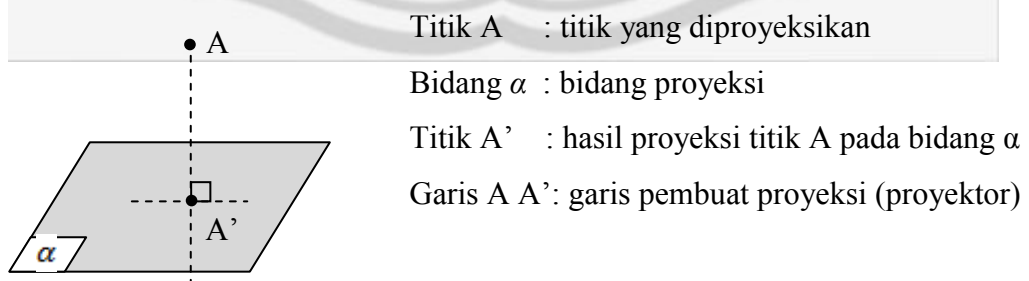 A
A’
α
Titik A : titik yang diproyeksikan
Bidang α : bidang proyeksi
Titik A’ : hasil proyeksi titik A pada bidang α
Garis A A’: garis pembuat proyeksi (proyektor)